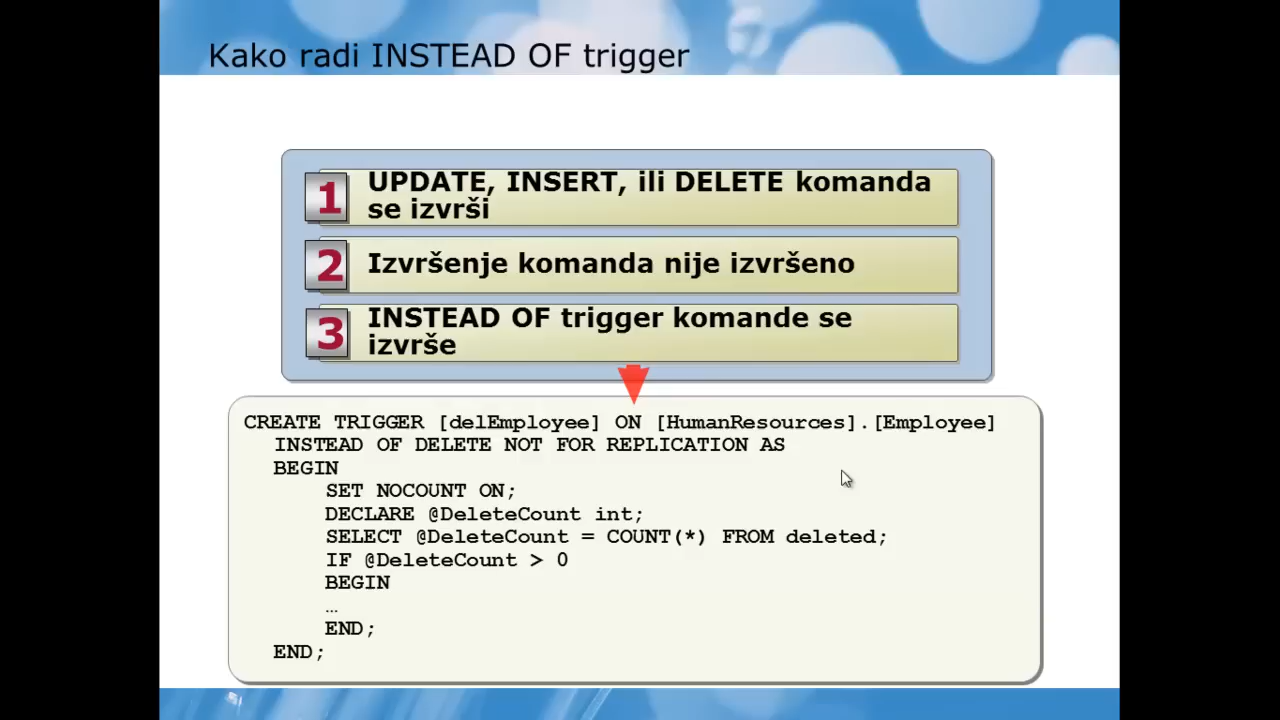 Kako radi INSTEAD OF trigger
1
UPDATE, INSERT, ili DELETE komanda
se izvrši
2
Izvršenje komanda nije izvršeno
3
INSTEAD OF trigger komande se
izvrše
CREATE TRIGGER [delEmployee] ON [HumanResources].[Employee]
INSTEAD OF DELETE NOT FOR REPLICATION AS
BEGIN
SET NOCOUNT ON;
DECLARE @DeleteCount int;
SELECT @DeleteCount = COUNT(*) FROM deleted;
IF @DeleteCount > 0
BEGIN
…
END;
END;